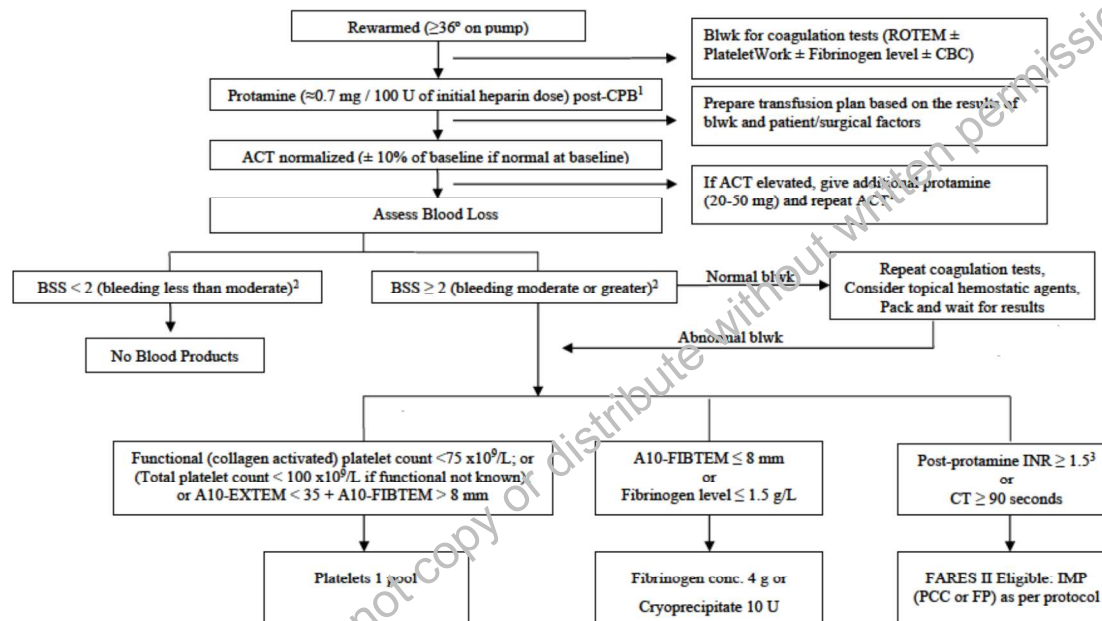 Rewarmed (≥36º on pump)
Blwk for coagulation tests (ROTEM ±
PlateletWork ± Fibrinogen level ± CBC)
Protamine (≈0.7 mg / 100 U of initial heparin dose) post-CPB¹
Prepare transfusion plan based on the results of
blwk and patient/surgical factors
ACT normalized (± 10% of baseline if normal at baseline)
If ACT elevated, give additional protamine
(20-50 mg) and repeat ACT
Assess Blood Loss
BSS < 2 (bleeding less than moderate)²
BSS ≥ 2 (bleeding moderate or greater)²
Normal blwk
Repeat coagulation tests,
Consider topical hemostatic agents,
Pack and wait for results
Abnormal blwk
No Blood Products
Functional (collagen activated) platelet count <75 x10⁹/L; or
(Total platelet count < 100 x10⁹/L if functional not known)
or A10-EXTEM < 35 + A10-FIBTEM > 8 mm
A10-FIBTEM ≤ 8 mm
or
Fibrinogen level ≤ 1.5 g/L
Post-protamine INR ≥ 1.5³
or
CT ≥ 90 seconds
Platelets 1 pool
Fibrinogen conc. 4 g or
Cryoprecipitate 10 U
FARES II Eligible: IMP
(PCC or FP) as per protocol
not copy or distribute without written permissio